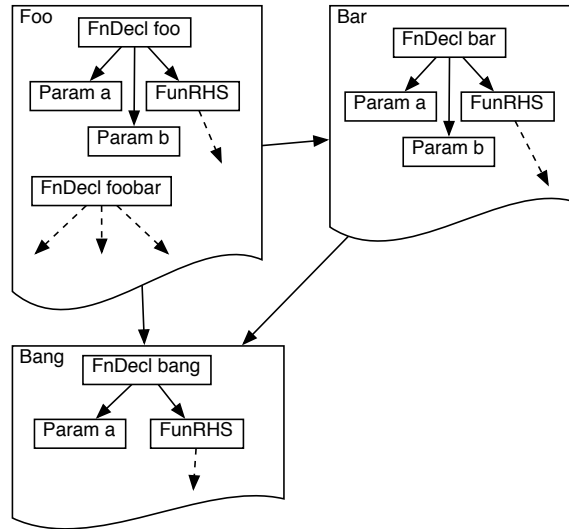 Foo
FnDecl foo
Param a
FunRHS
Param b
FnDecl foobar
Bar
FnDecl bar
Param a
FunRHS
Param b
Bang
FnDecl bang
Param a
FunRHS